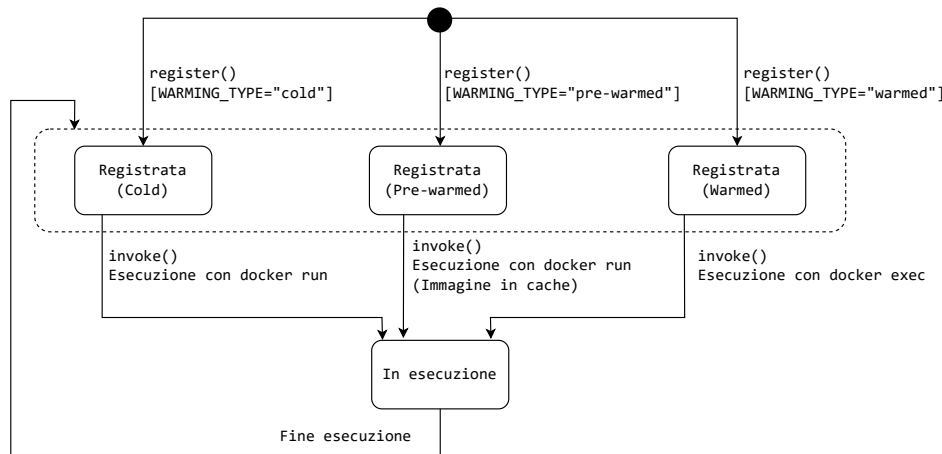 register()
[WARMING_TYPE="cold"]
register()
[WARMING_TYPE="pre-warmed"]
register()
[WARMING_TYPE="warmed"]
Registrata
(Cold)
Registrata
(Pre-warmed)
Registrata
(Warmed)
invoke()
Esecuzione con docker run
invoke()
Esecuzione con docker run
(Immagine in cache)
invoke()
Esecuzione con docker exec
In esecuzione
Fine esecuzione